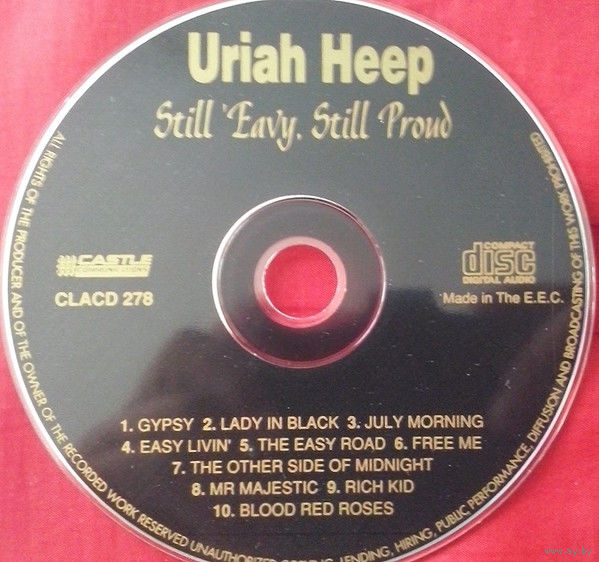 Uriah Heep
Still 'Eavy, Still Proud
CASTLE
COMMUNICATIONS
CLACD 278
COMPACT
disc
DIGITAL AUDIO
Made in The E.E.C.
1. GYPSY 2. LADY IN BLACK 3. JULY MORNING
4. EASY LIVIN' 5. THE EASY ROAD 6. FREE ME
7. THE OTHER SIDE OF MIDNIGHT
8. MR MAJESTIC 9. RICH KID
10. BLOOD RED ROSES
ALL RIGHTS OF THE PRODUCER AND OF THE OWNER OF THE RECORDED WORK RESERVED UNAUTHORIZED LENDING, HIRING, PUBLIC PERFORMANCE, DIFFUSION AND BROADCASTING OF THIS WORK PROHIBITED